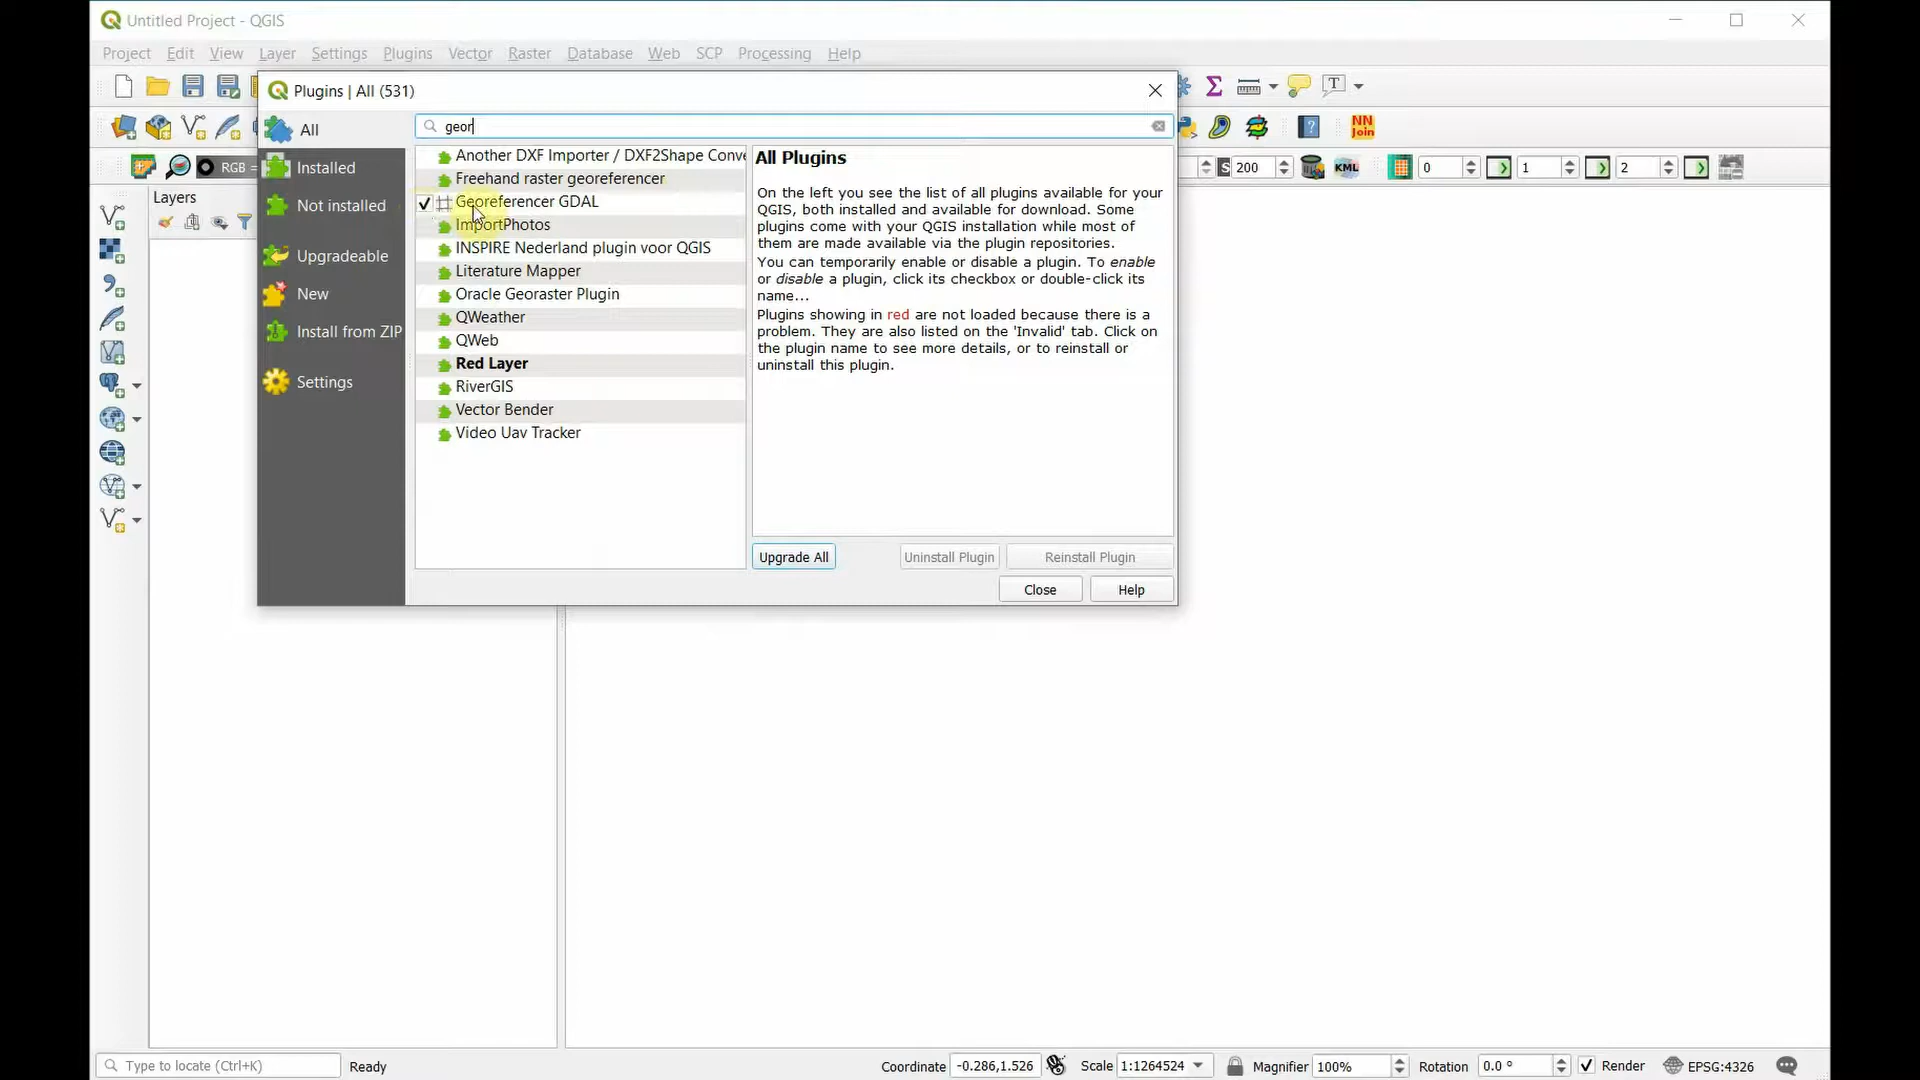 Untitled Project - QGIS
Project Edit View Layer Settings Plugins Vector Raster Database Web SCP Processing Help
Plugins | All (531)
T
All
geor
NN
Join
RGB =
S 200
KML
0
1
2
Installed
Not installed
Upgradeable
New
Install from ZIP
Settings
Layers
Another DXF Importer / DXF2Shape Conve
Freehand raster georeferencer
Georeferencer GDAL
ImportPhotos
INSPIRE Nederland plugin voor QGIS
Literature Mapper
Oracle Georaster Plugin
QWeather
QWeb
Red Layer
RiverGIS
Vector Bender
Video Uav Tracker
All Plugins
On the left you see the list of all plugins available for your
QGIS, both installed and available for download. Some
plugins come with your QGIS installation while most of
them are made available via the plugin repositories.
You can temporarily enable or disable a plugin. To enable
or disable a plugin, click its checkbox or double-click its
name...
Plugins showing in red are not loaded because there is a
problem. They are also listed on the 'Invalid' tab. Click on
the plugin name to see more details, or to reinstall or
uninstall this plugin.
Upgrade All
Uninstall Plugin
Reinstall Plugin
Close
Help
Type to locate (Ctrl+K)
Ready
Coordinate -0.286,1.526
Scale 1:1264524
Magnifier 100%
Rotation 0.0 °
Render
EPSG:4326